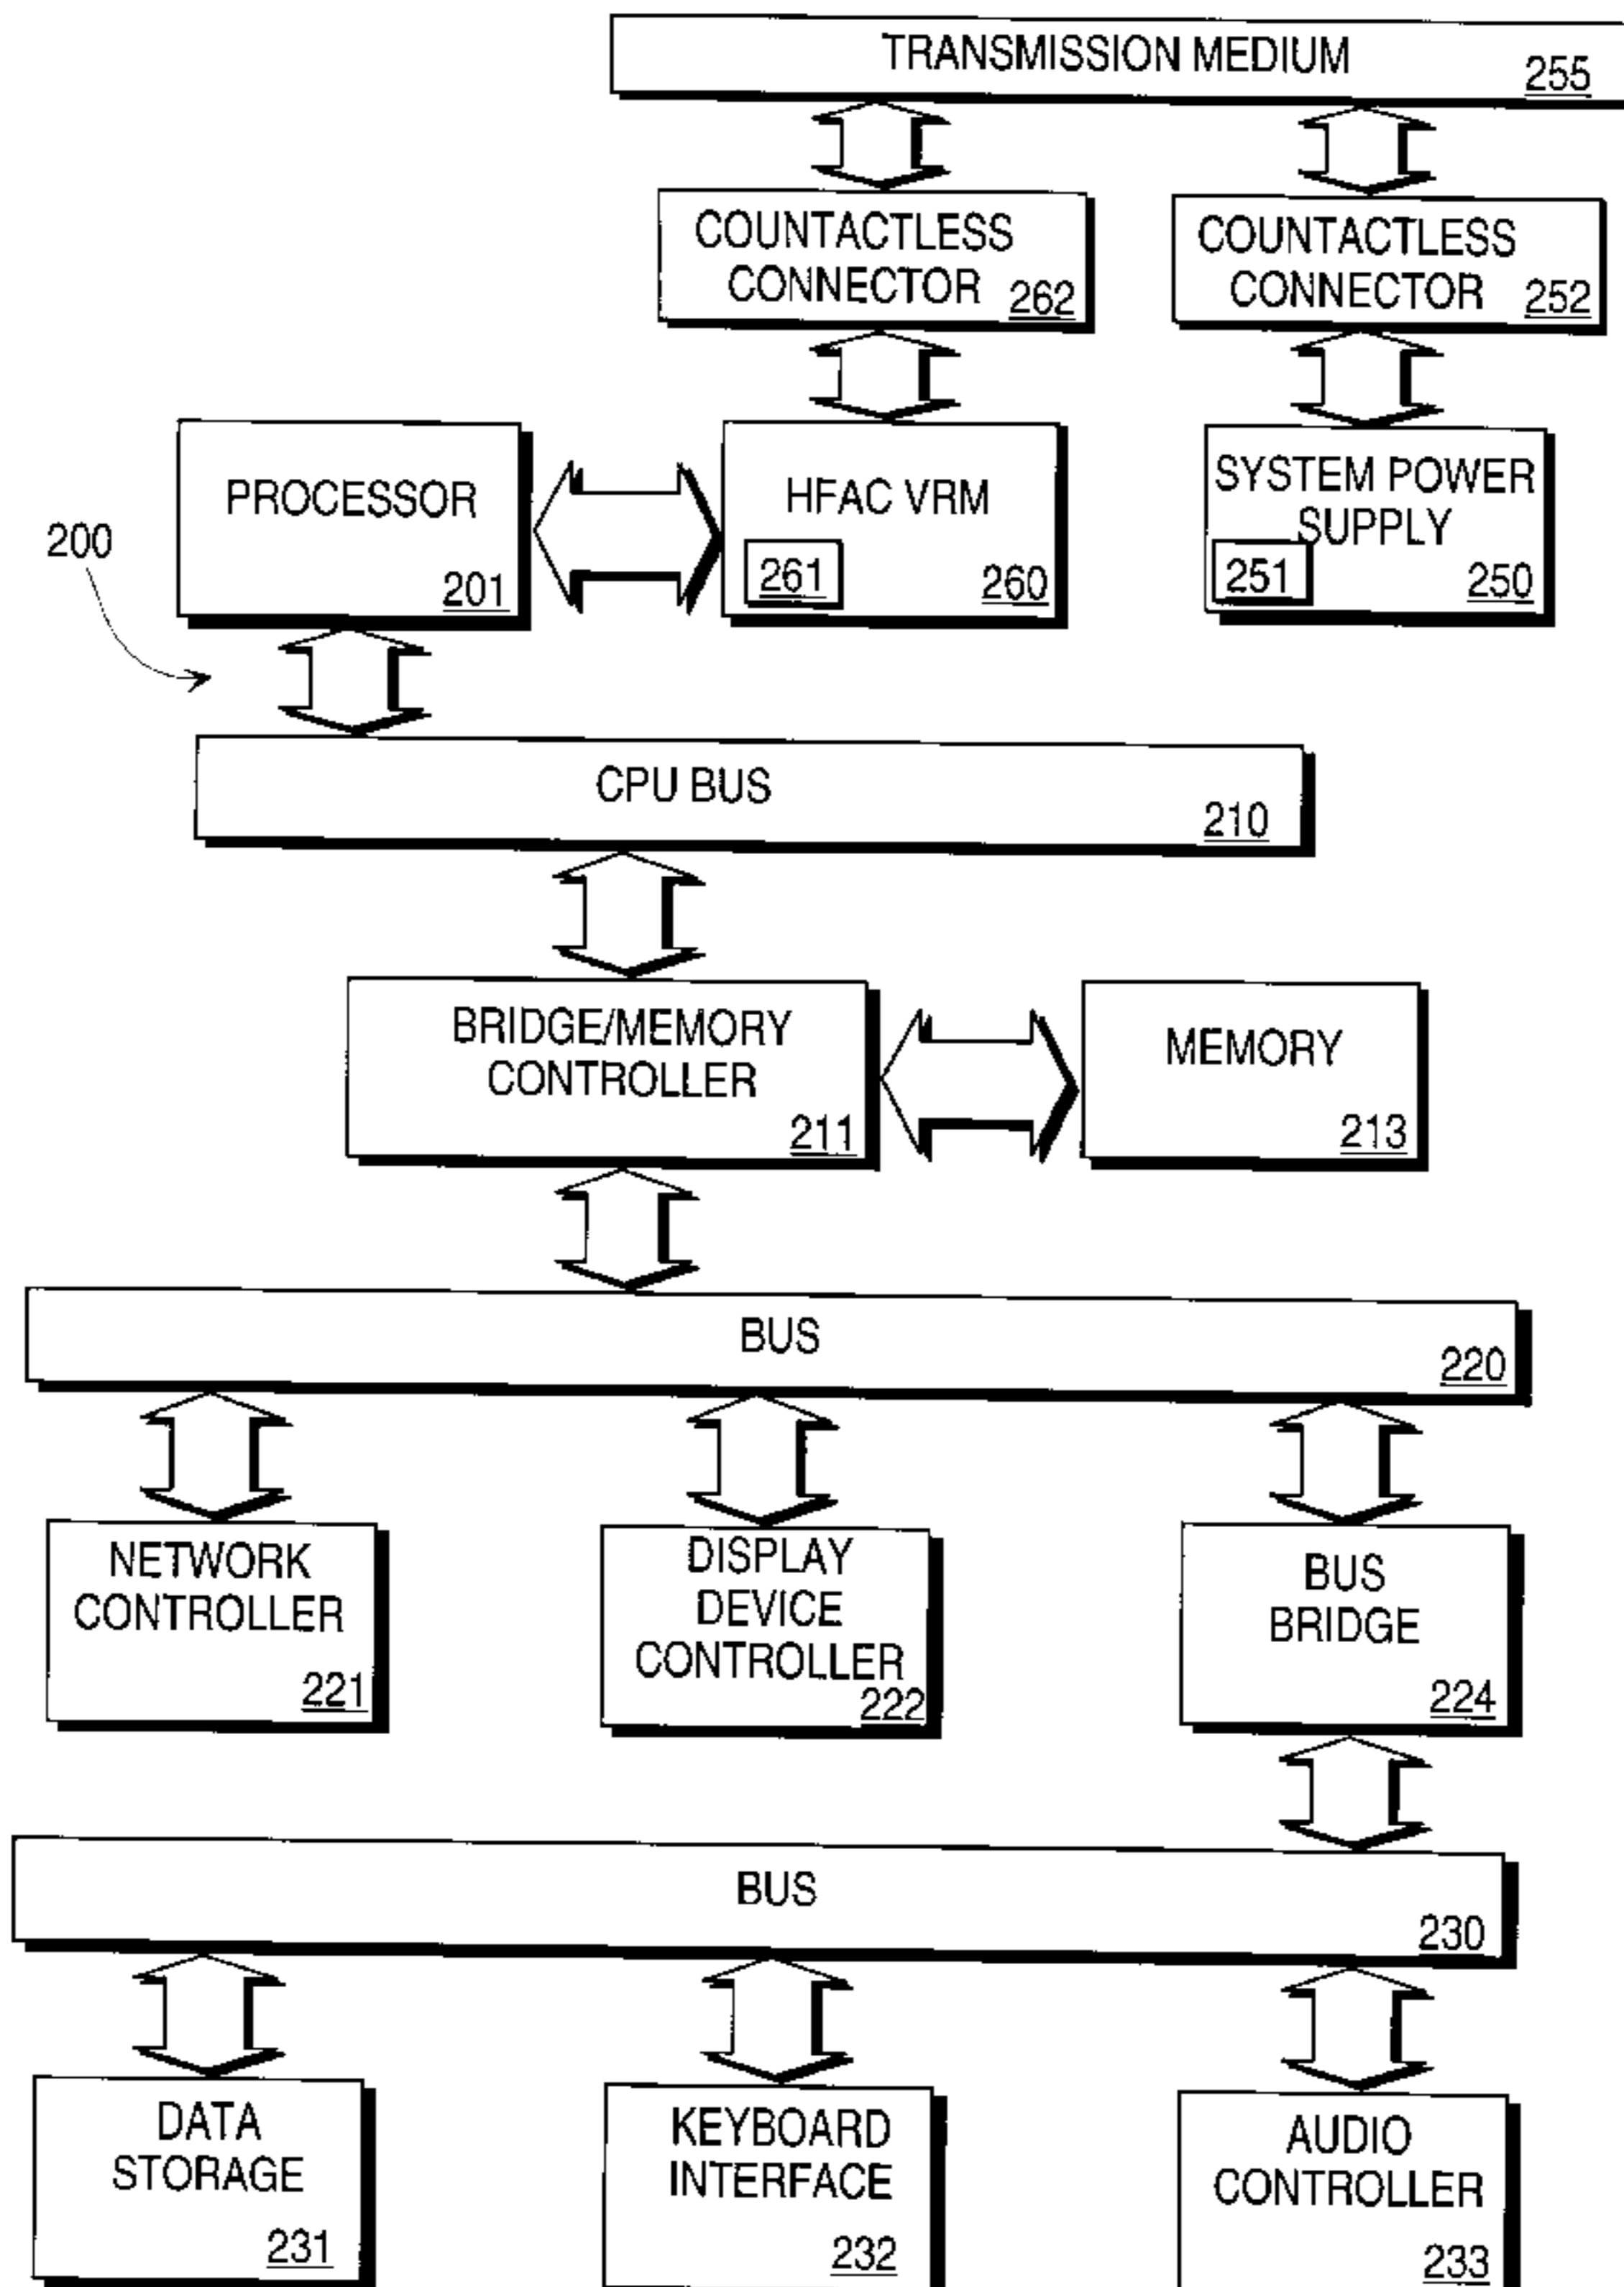 TRANSMISSION MEDIUM
255
COUNTACTLESS
CONNECTOR
262
COUNTACTLESS
CONNECTOR
252
PROCESSOR
201
HFAC VRM
261
260
SYSTEM POWER
SUPPLY
251
250
200
CPU BUS
210
BRIDGE/MEMORY
CONTROLLER
211
MEMORY
213
BUS
220
NETWORK
CONTROLLER
221
DISPLAY
DEVICE
CONTROLLER
222
BUS
BRIDGE
224
BUS
230
DATA
STORAGE
231
KEYBOARD
INTERFACE
232
AUDIO
CONTROLLER
233